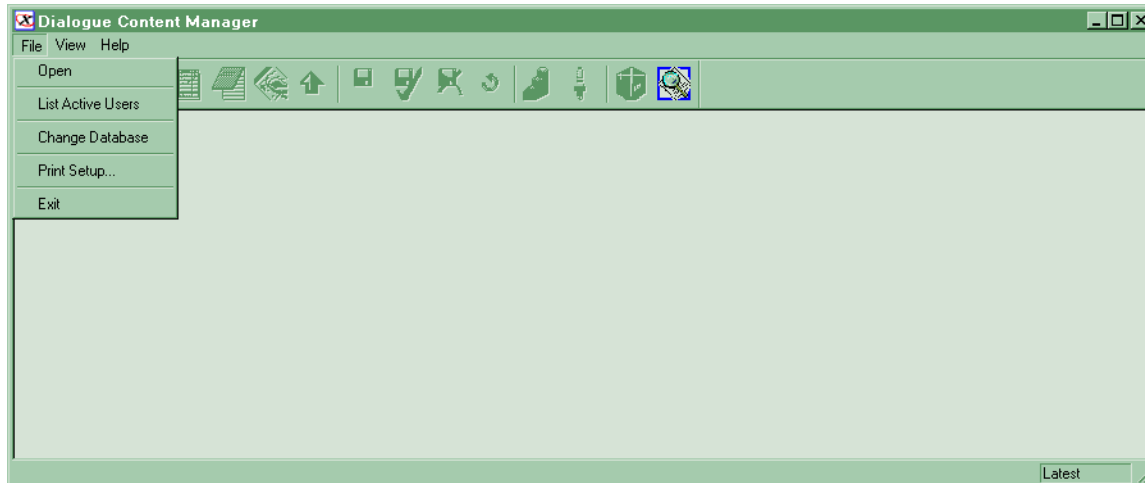 Dialogue Content Manager
File View Help
Open
List Active Users
Change Database
Print Setup...
Exit
Latest